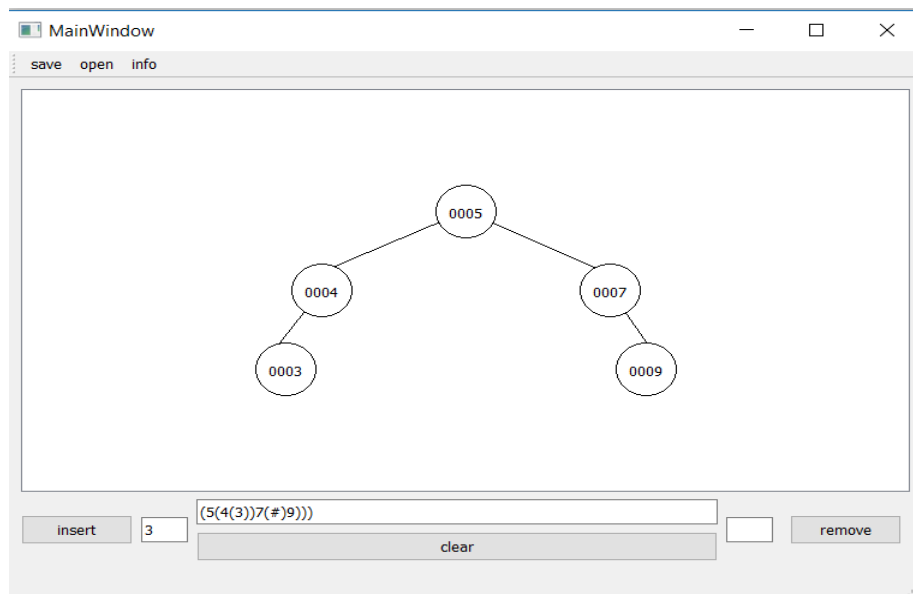 MainWindow
save open info
0005
0004 0007
0003 0009
(5(4(3))7(#)9)))
insert 3 remove
clear